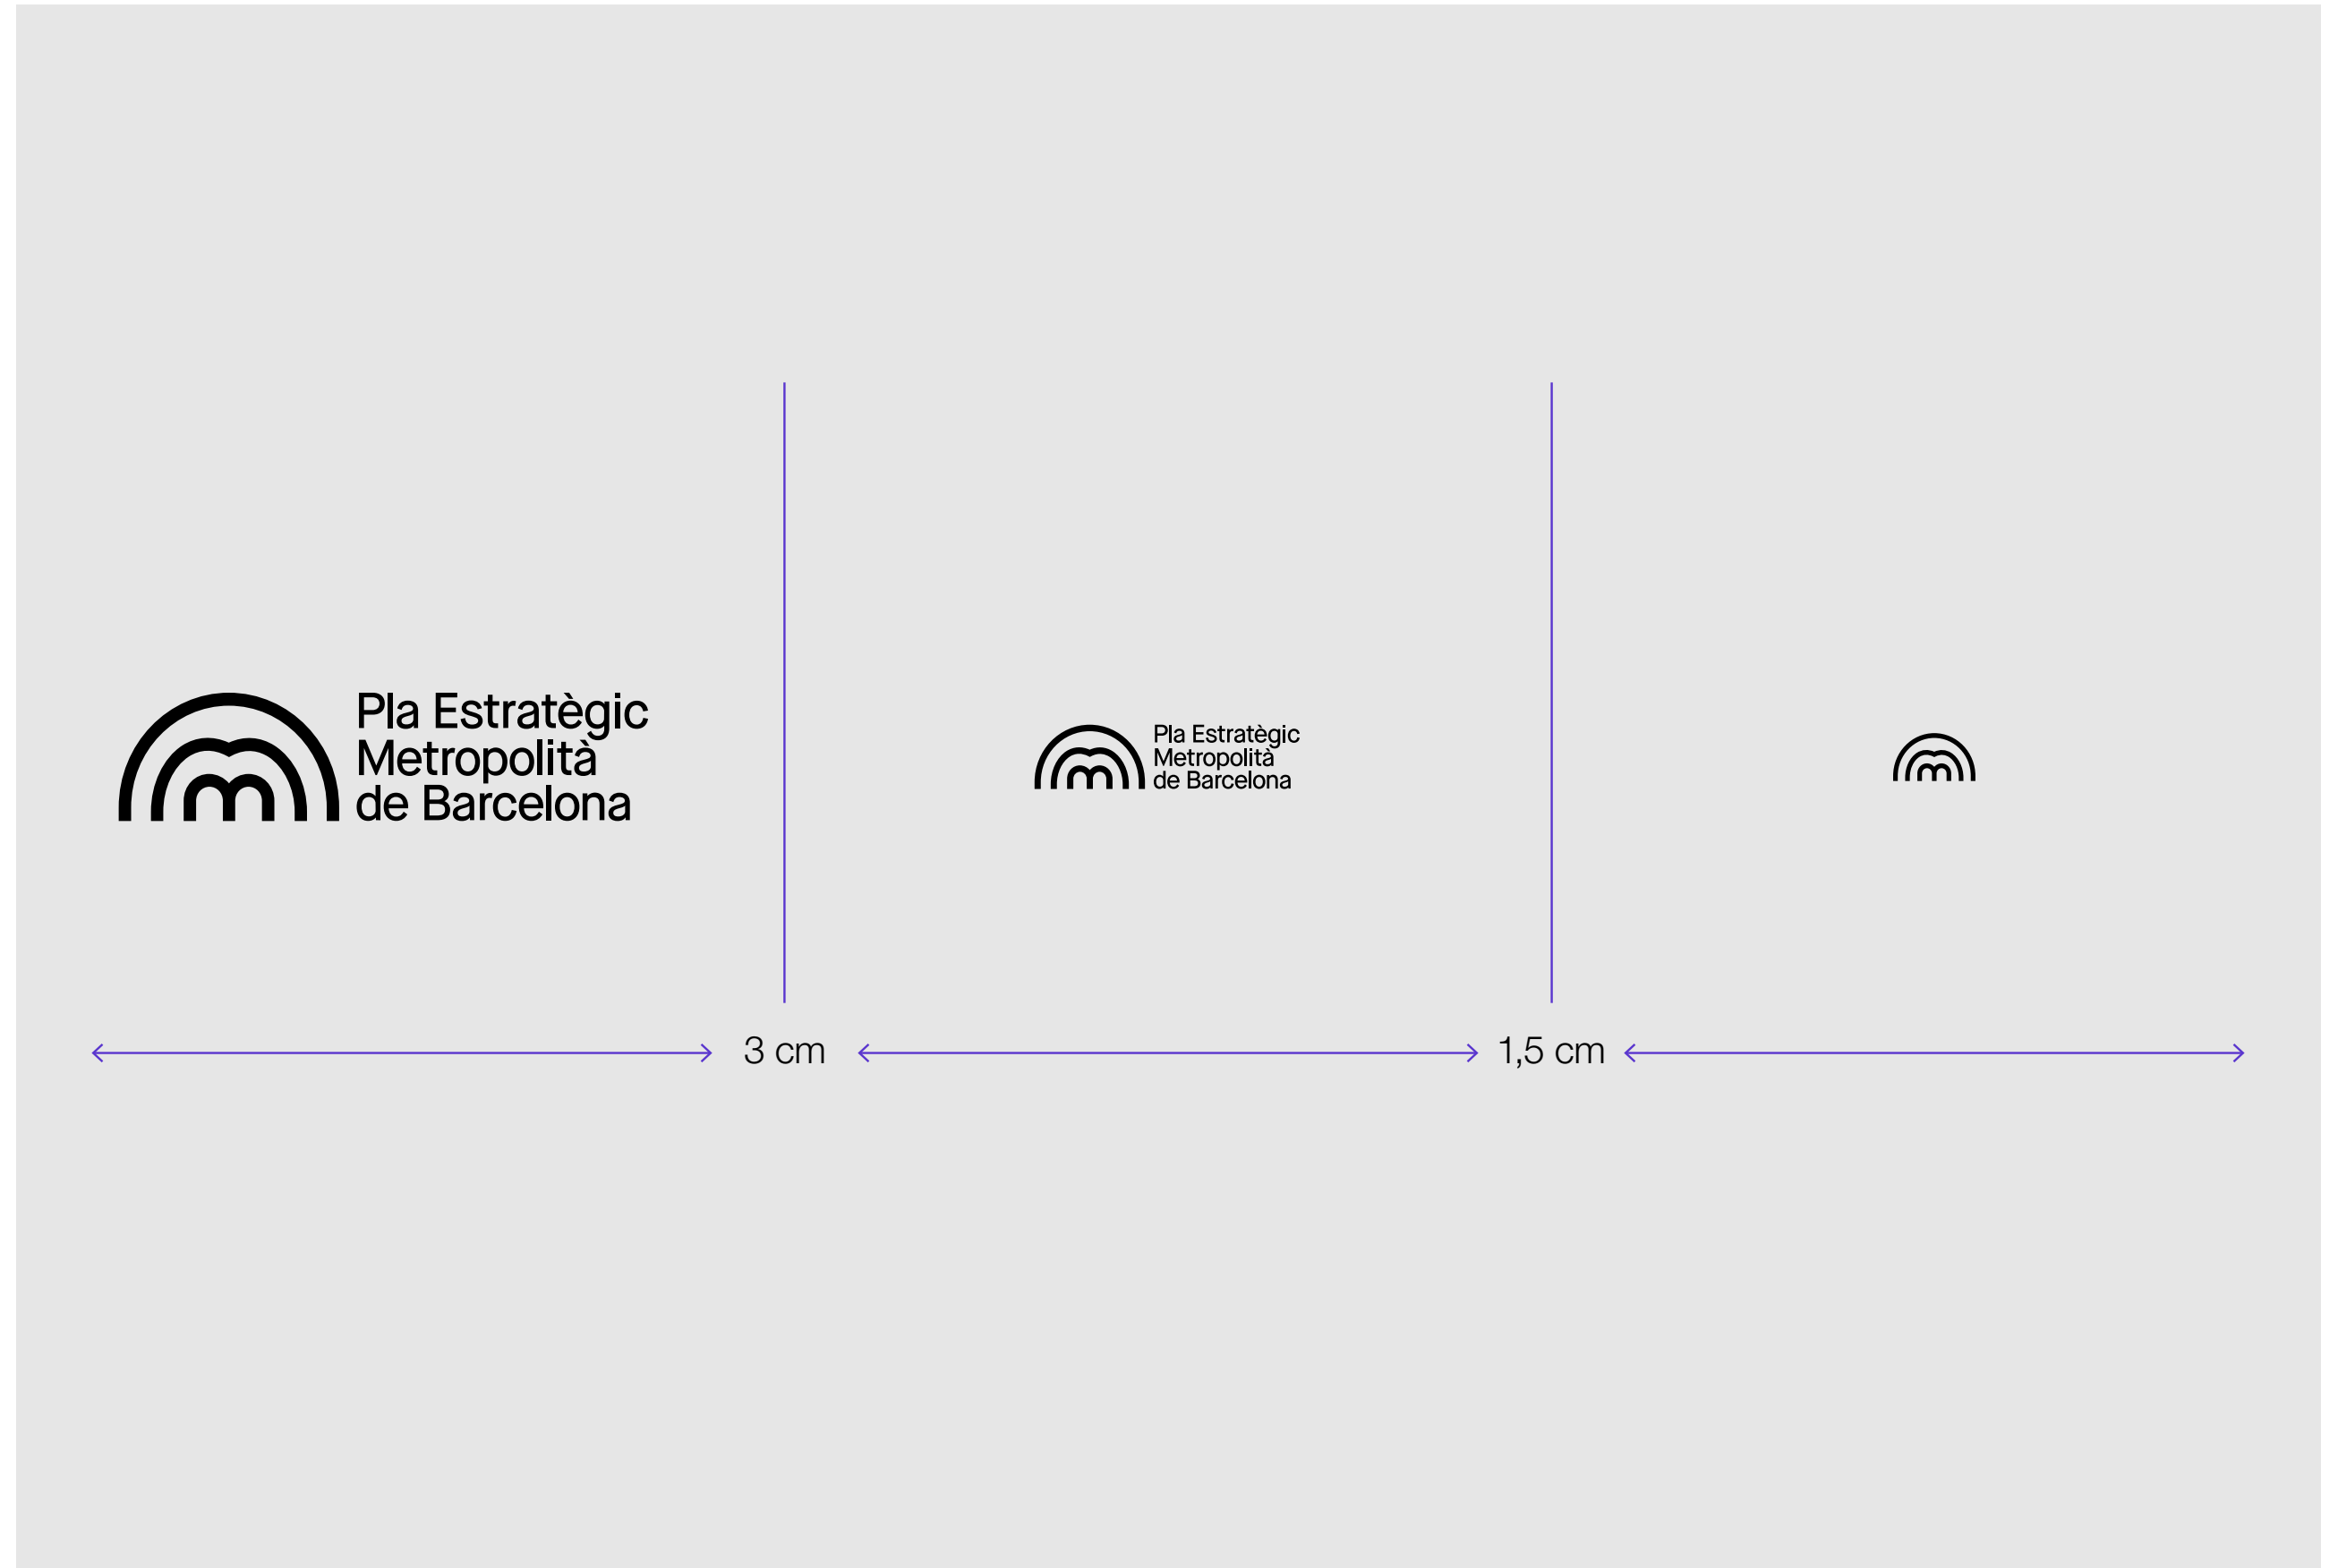 Pla Estratègic
Metropolità
de Barcelona
Pla Estratègic
Metropolità
de Barcelona
3 cm
1,5 cm